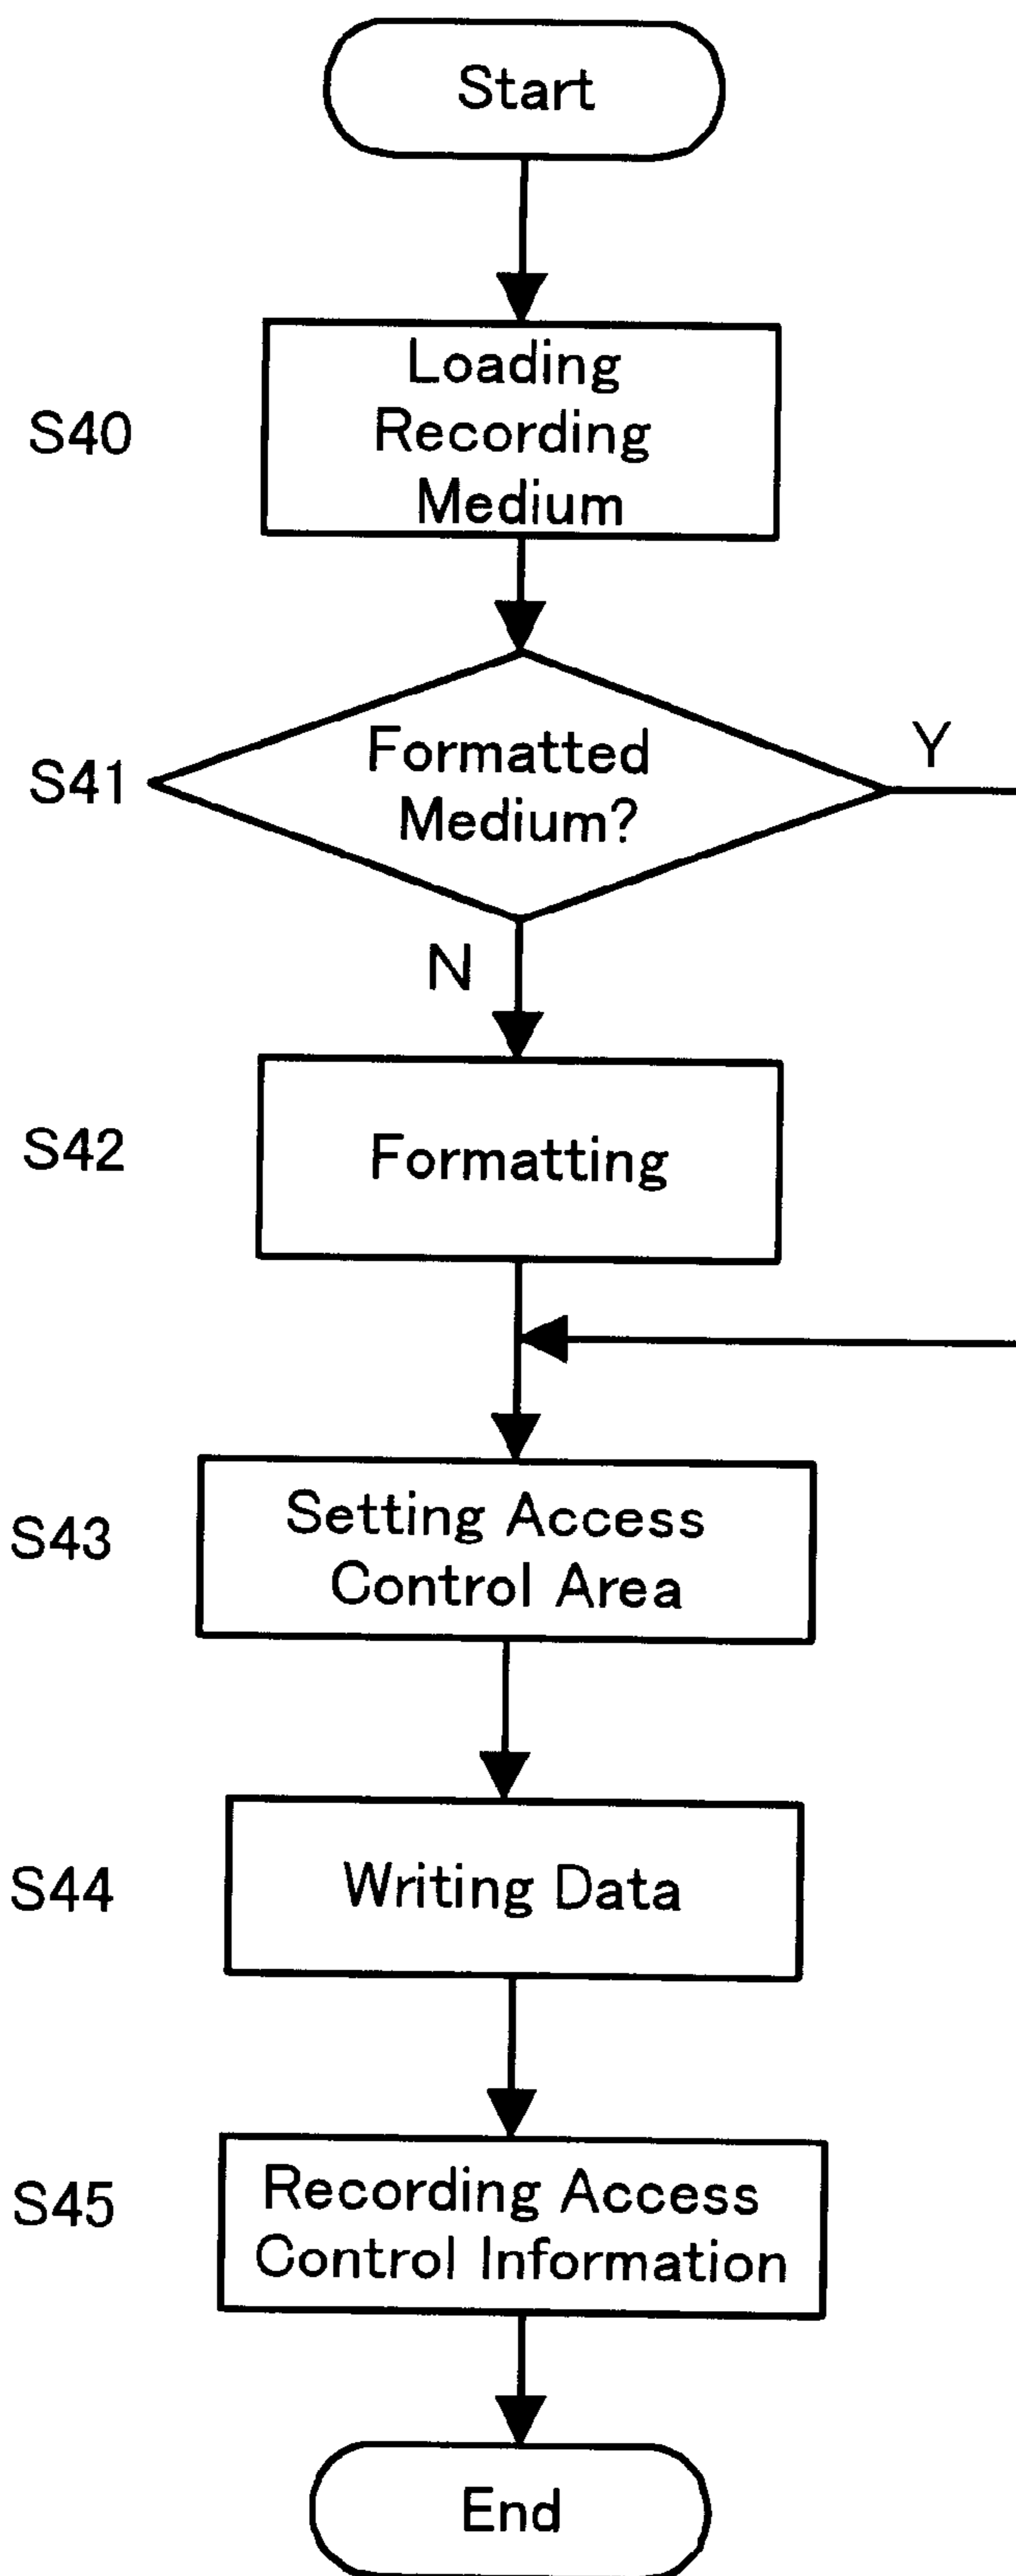 Start
S40
Loading
Recording
Medium
S41
Formatted
Medium?
Y
N
S42
Formatting
S43
Setting Access
Control Area
S44
Writing Data
S45
Recording Access
Control Information
End